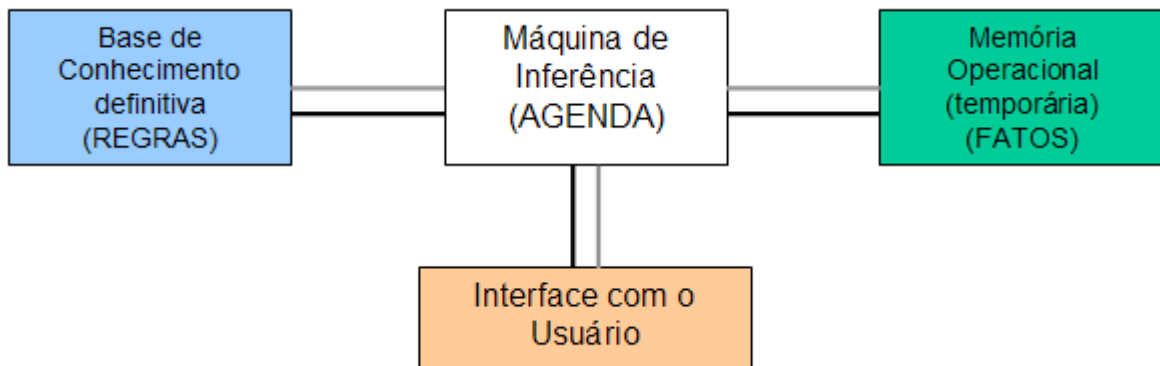 Base de
Conhecimento
definitiva
(REGRAS)
Máquina de
Inferência
(AGENDA)
Memória
Operacional
(temporária)
(FATOS)
Interface com o
Usuário